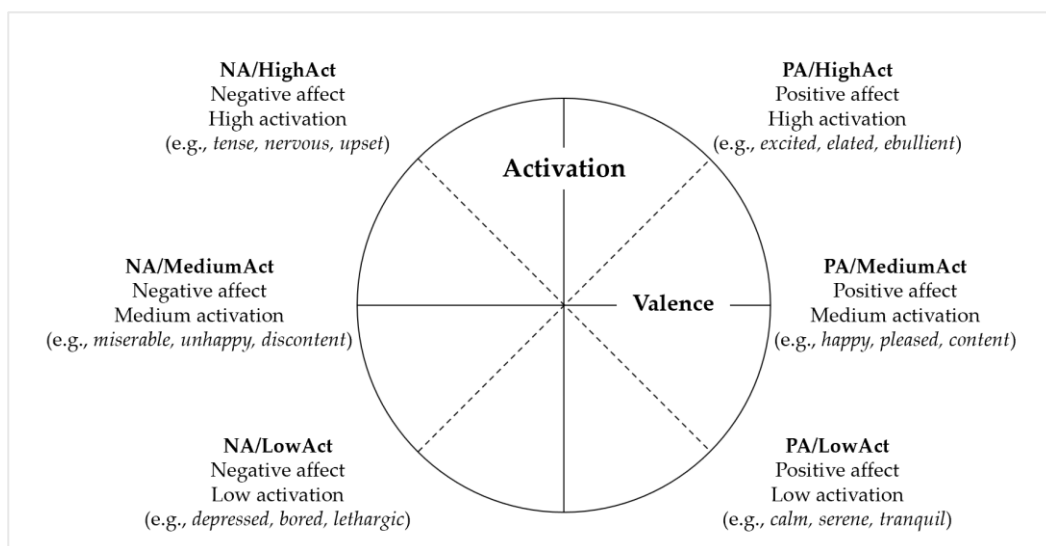 NA/HighAct
Negative affect
High activation
(e.g., tense, nervous, upset)
PA/HighAct
Positive affect
High activation
(e.g., excited, elated, ebullient)
Activation
NA/MediumAct
Negative affect
Medium activation
(e.g., miserable, unhappy, discontent)
Valence
PA/MediumAct
Positive affect
Medium activation
(e.g., happy, pleased, content)
NA/LowAct
Negative affect
Low activation
(e.g., depressed, bored, lethargic)
PA/LowAct
Positive affect
Low activation
(e.g., calm, serene, tranquil)